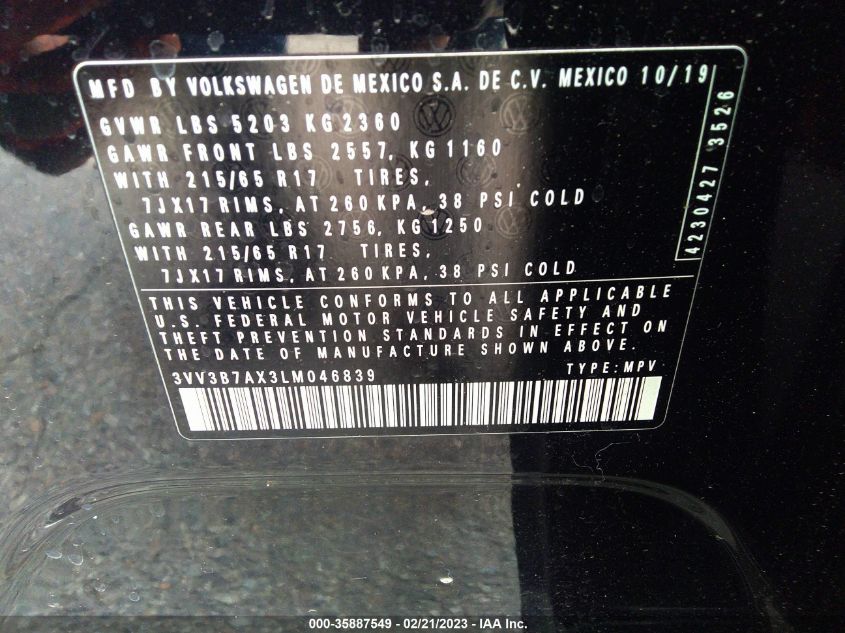 MFD BY VOLKSWAGEN DE MEXICO S.A. DE C.V. MEXICO 10/19
GVWR LBS 5203 KG 2360
GAWR FRONT LBS 2557, KG 1160
WITH 215/65 R17 TIRES,
7JX17 RIMS, AT 260 KPA, 38 PSI COLD
GAWR REAR LBS 2756, KG 1250
WITH 215/65 R17 TIRES,
7JX17 RIMS, AT 260 KPA, 38 PSI COLD
4230427 3526
THIS VEHICLE CONFORMS TO ALL APPLICABLE
U.S. FEDERAL MOTOR VEHICLE SAFETY AND
THEFT PREVENTION STANDARDS IN EFFECT ON
THE DATE OF MANUFACTURE SHOWN ABOVE.
3VV3B7AX3LM046839 TYPE: MPV
000-35887549 - 02/21/2023 - IAA Inc.